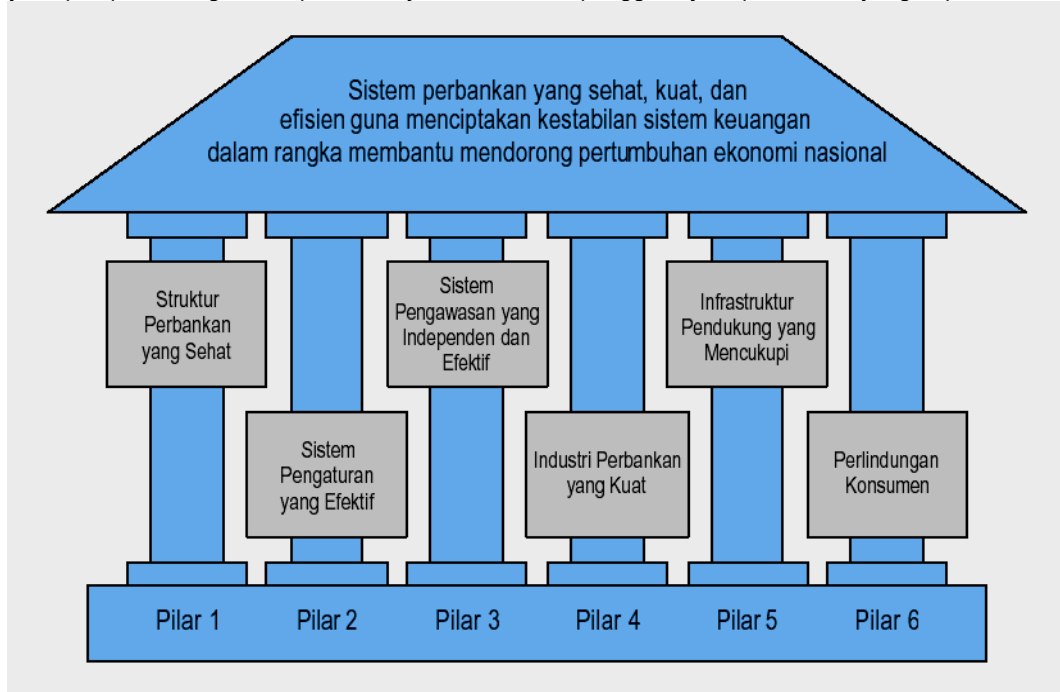 Sistem perbankan yang sehat, kuat, dan
efisien guna menciptakan kestabilan sistem keuangan
dalam rangka membantu mendorong pertumbuhan ekonomi nasional
Struktur
Perbankan
yang Sehat
Sistem
Pengaturan
yang Efektif
Sistem
Pengawasan yang
Independen dan
Efektif
Industri Perbankan
yang Kuat
Infrastruktur
Pendukung yang
Mencukupi
Perlindungan
Konsumen
Pilar 1
Pilar 2
Pilar 3
Pilar 4
Pilar 5
Pilar 6